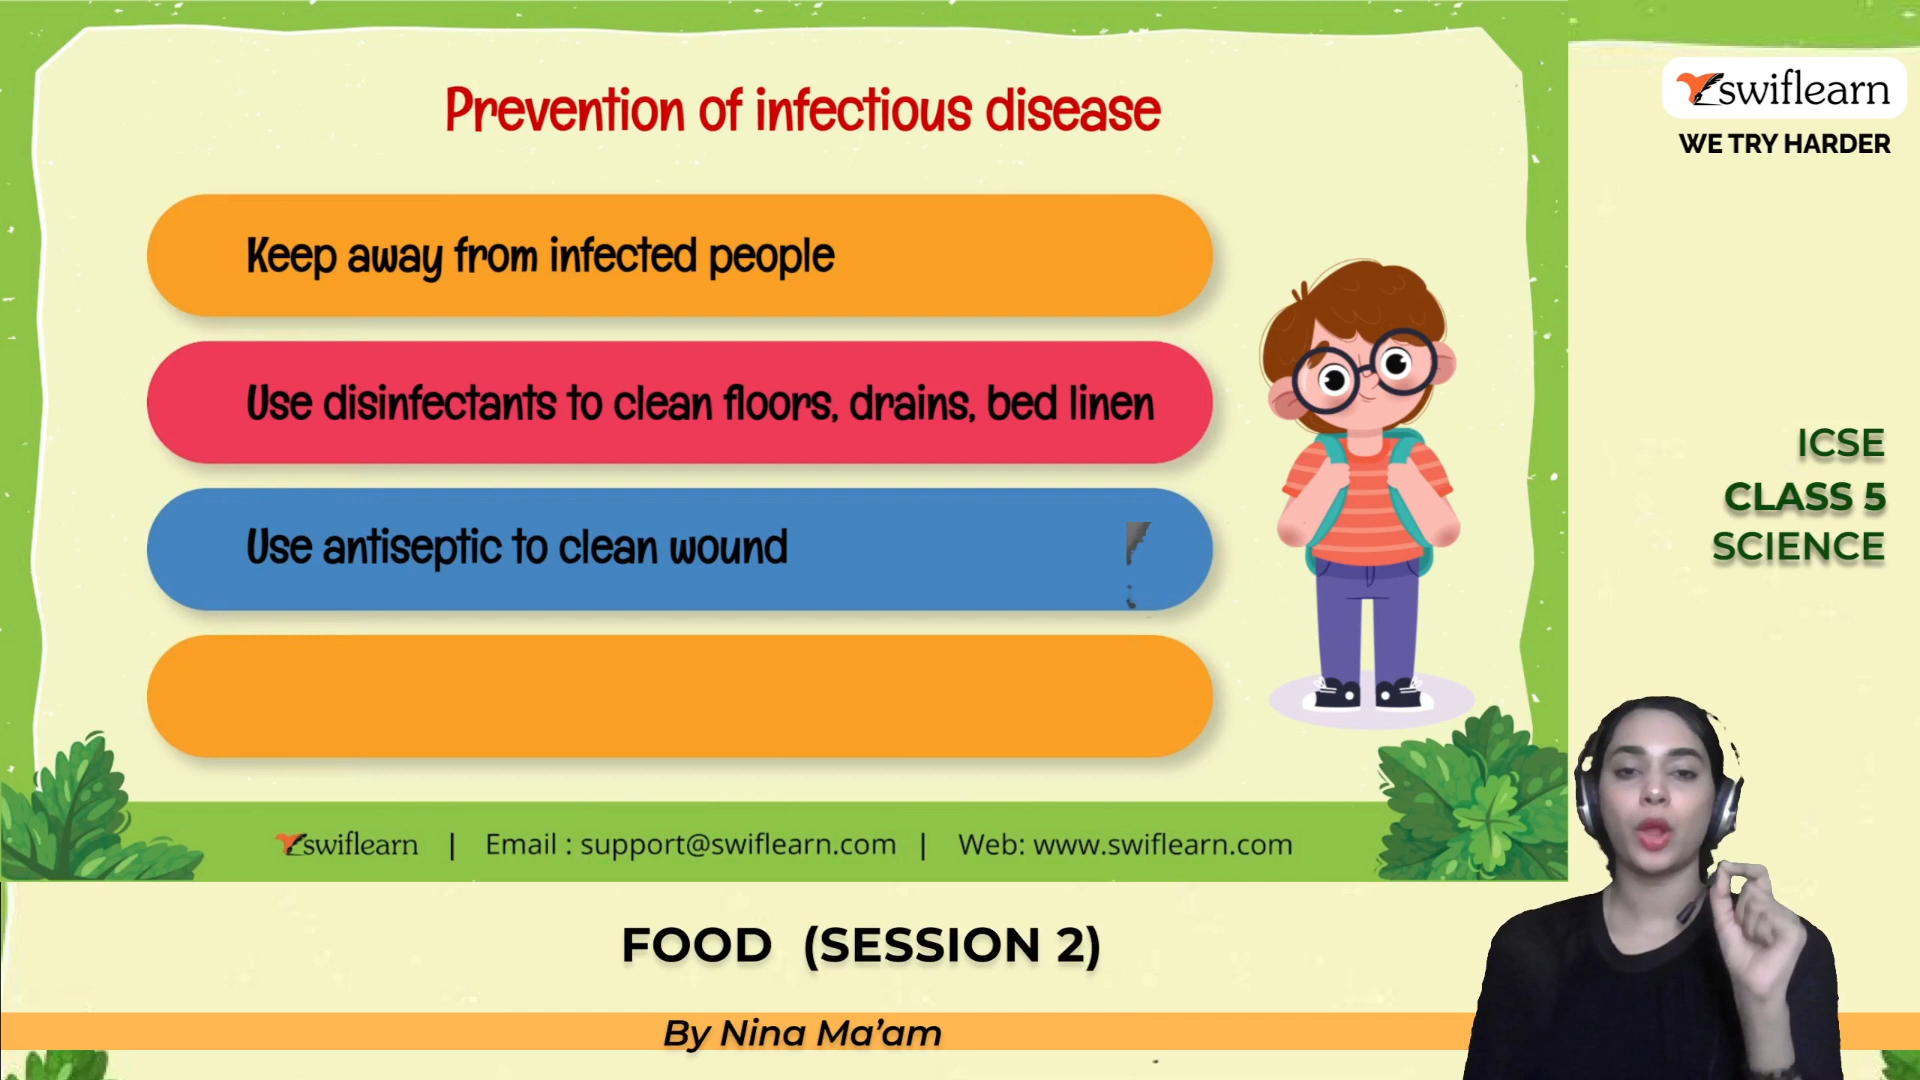 Prevention of infectious disease
Keep away from infected people
Use disinfectants to clean floors, drains, bed linen
Use antiseptic to clean wound
swiflearn | Email : support@swiflearn.com | Web: www.swiflearn.com
swiflearn
WE TRY HARDER
ICSE
CLASS 5
SCIENCE
FOOD (SESSION 2)
By Nina Ma’am